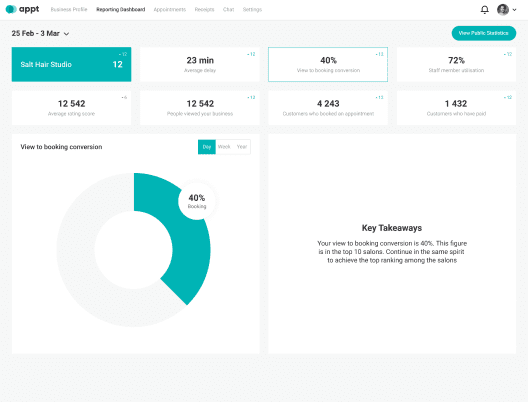 appt
Business Profile
Reporting Dashboard
Appointments
Receipts
Chat
Settings
25 Feb - 3 Mar
View Public Statistics
Salt Hair Studio
12
+12
23 min
Average delay
+12
40%
View to booking conversion
+12
72%
Staff member utilisation
12 542
Average rating score
+12
12 542
People viewed your business
+12
4 243
Customers who booked an appointment
+12
1 432
Customers who have paid
View to booking conversion
Day
Week
Year
40%
Booking
Key Takeaways
Your view to booking conversion is 40%. This figure
is in the top 10 salons. Continue in the same spirit
to achieve the top ranking among the salons